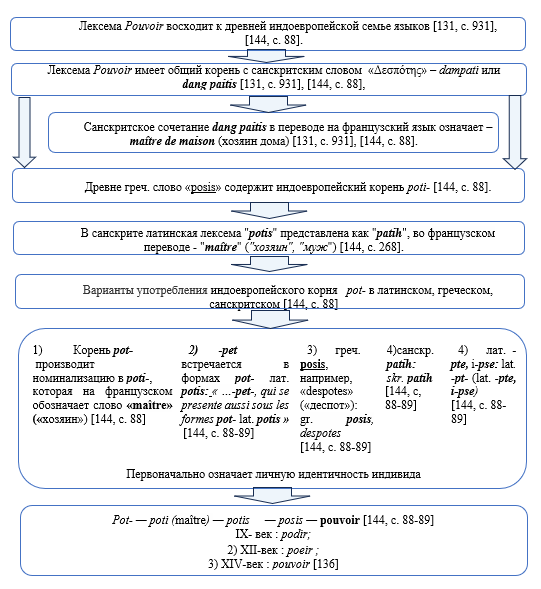 Лексема Pouvoir восходит к древней индоевропейской семье языков [131, с. 931],
[144, с. 88].
Лексема Pouvoir имеет общий корень с санскритским словом «Δεσπότης» – dampati или
dang paitis [131, с. 931], [144, с. 88],
Санскритское сочетание dang paitis в переводе на французский язык означает –
maître de maison (хозяин дома) [131, с. 931], [144, с. 88].
Древне греч. слово «posis» содержит индоевропейский корень poti- [144, с. 88].
В санскрите латинская лексема "potis" представлена как "patih", во французском
переводе - "maître" ("хозяин", "муж") [144, с. 268].
Варианты употребления индоевропейского корня pot- в латинском, греческом,
санскритском [144, с. 88]
1) Корень pot-
производит
номинализацию в poti-,
которая на французском
обозначает слово «maître»
(«хозяин») [144, с. 88]
2) -pet
встречается в
формах pot- лат.
potis: « …-pet-, qui se
presente aussi sous les
formes pot- lat. potis »
[144, с. 88-89]
3) греч.
posis,
например,
«despotes»
(«деспот»):
gr. posis,
despotes
[144, с. 88-89]
4)санскр.
patih:
skr. patih
[144, с,
88-89]
4) лат. -
pte, i-pse: lat.
-pt- (lat. -pte,
i-pse)
[144, с. 88-
89]
Первоначально означает личную идентичность индивида
Pot- — poti (maître) — potis — posis — pouvoir [144, с. 88-89]
IX- век : podir;
2) XII-век : poeir ;
3) XIV-век : pouvoir [136]